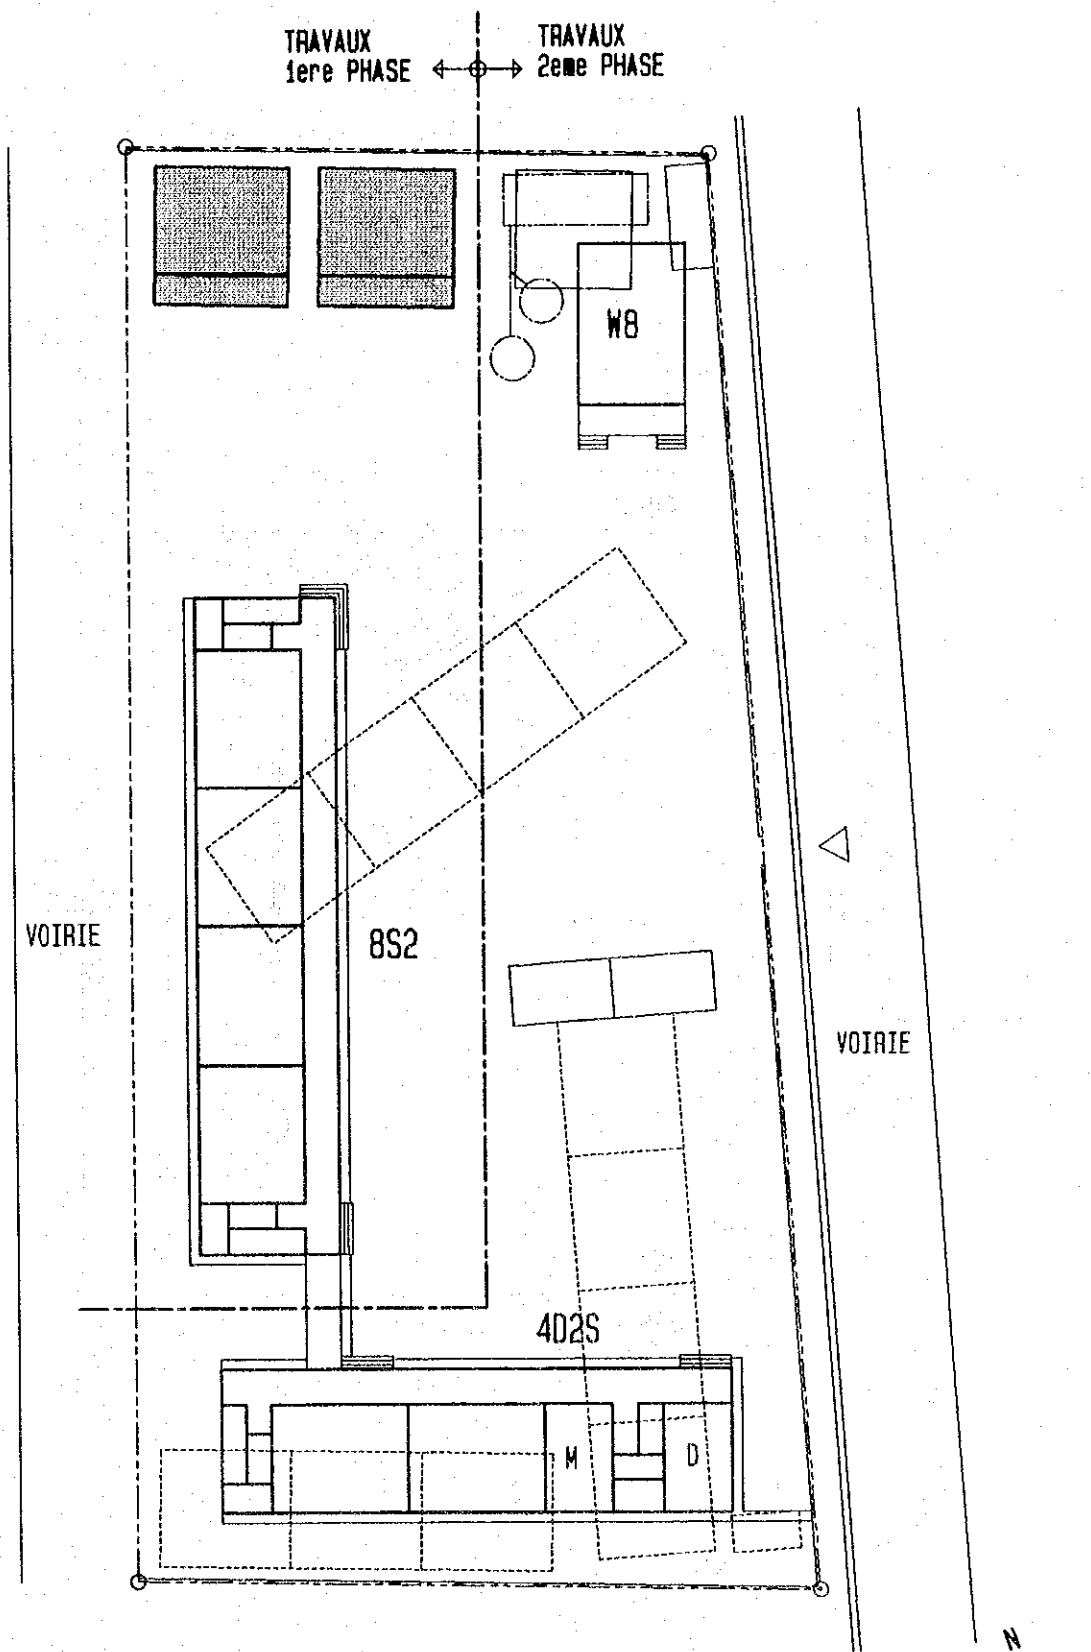 TRAVAUX
1ere PHASE
TRAVAUX
2eme PHASE
W8
VOIRIE
8S2
VOIRIE
4D2S
M
D
N